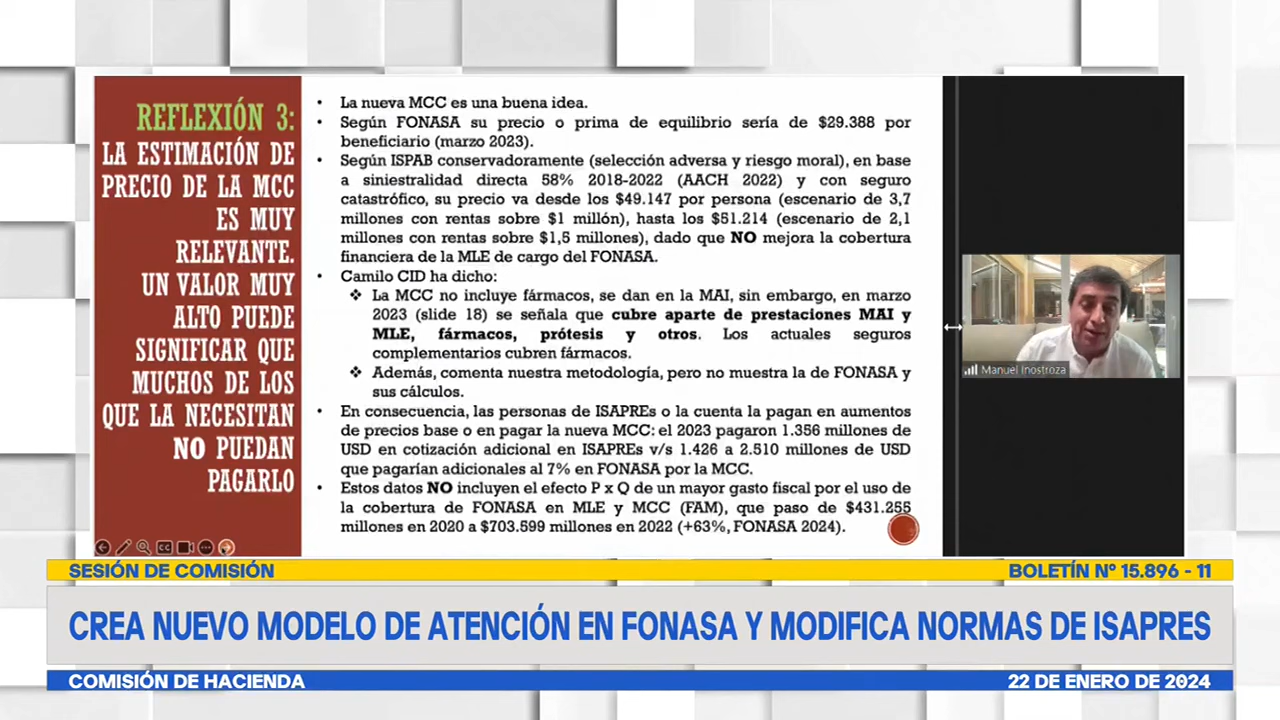 REFLEXIÓN 3:
LA ESTIMACIÓN DE
PRECIO DE LA MCC
ES MUY
RELEVANTE.
UN VALOR MUY
ALTO PUEDE
SIGNIFICAR QUE
MUCHOS DE LOS
QUE LA NECESITAN
NO PUEDAN
PAGARLO
• La nueva MCC es una buena idea.
• Según FONASA su precio o prima de equilibrio sería de $29.388 por
beneficiario (marzo 2023).
• Según ISPAB conservadoramente (selección adversa y riesgo moral), en base
a siniestralidad directa 58% 2018-2022 (AACH 2022) y con seguro
catastrófico, su precio va desde los $49.147 por persona (escenario de 3,7
millones con rentas sobre $1 millón), hasta los $51.214 (escenario de 2,1
millones con rentas sobre $1,5 millones), dado que NO mejora la cobertura
financiera de la MLE de cargo del FONASA.
• Camilo CID ha dicho:
❖ La MCC no incluye fármacos, se dan en la MAI, sin embargo, en marzo
2023 (slide 18) se señala que cubre aparte de prestaciones MAI y
MLE, fármacos, prótesis y otros. Los actuales seguros
complementarios cubren fármacos.
❖ Además, comenta nuestra metodología, pero no muestra la de FONASA y
sus cálculos.
• En consecuencia, las personas de ISAPREs o la cuenta la pagan en aumentos
de precios base o en pagar la nueva MCC: el 2023 pagaron 1.356 millones de
USD en cotización adicional en ISAPREs v/s 1.426 a 2.510 millones de USD
que pagarían adicionales al 7% en FONASA por la MCC.
• Estos datos NO incluyen el efecto P x Q de un mayor gasto fiscal por el uso de
la cobertura de FONASA en MLE y MCC (FAM), que paso de $431.255
millones en 2020 a $703.599 millones en 2022 (+63%, FONASA 2024).
Manuel Inostroza
SESIÓN DE COMISIÓN
BOLETÍN Nº 15.896 - 11
CREA NUEVO MODELO DE ATENCIÓN EN FONASA Y MODIFICA NORMAS DE ISAPRES
COMISIÓN DE HACIENDA
22 DE ENERO DE 2024